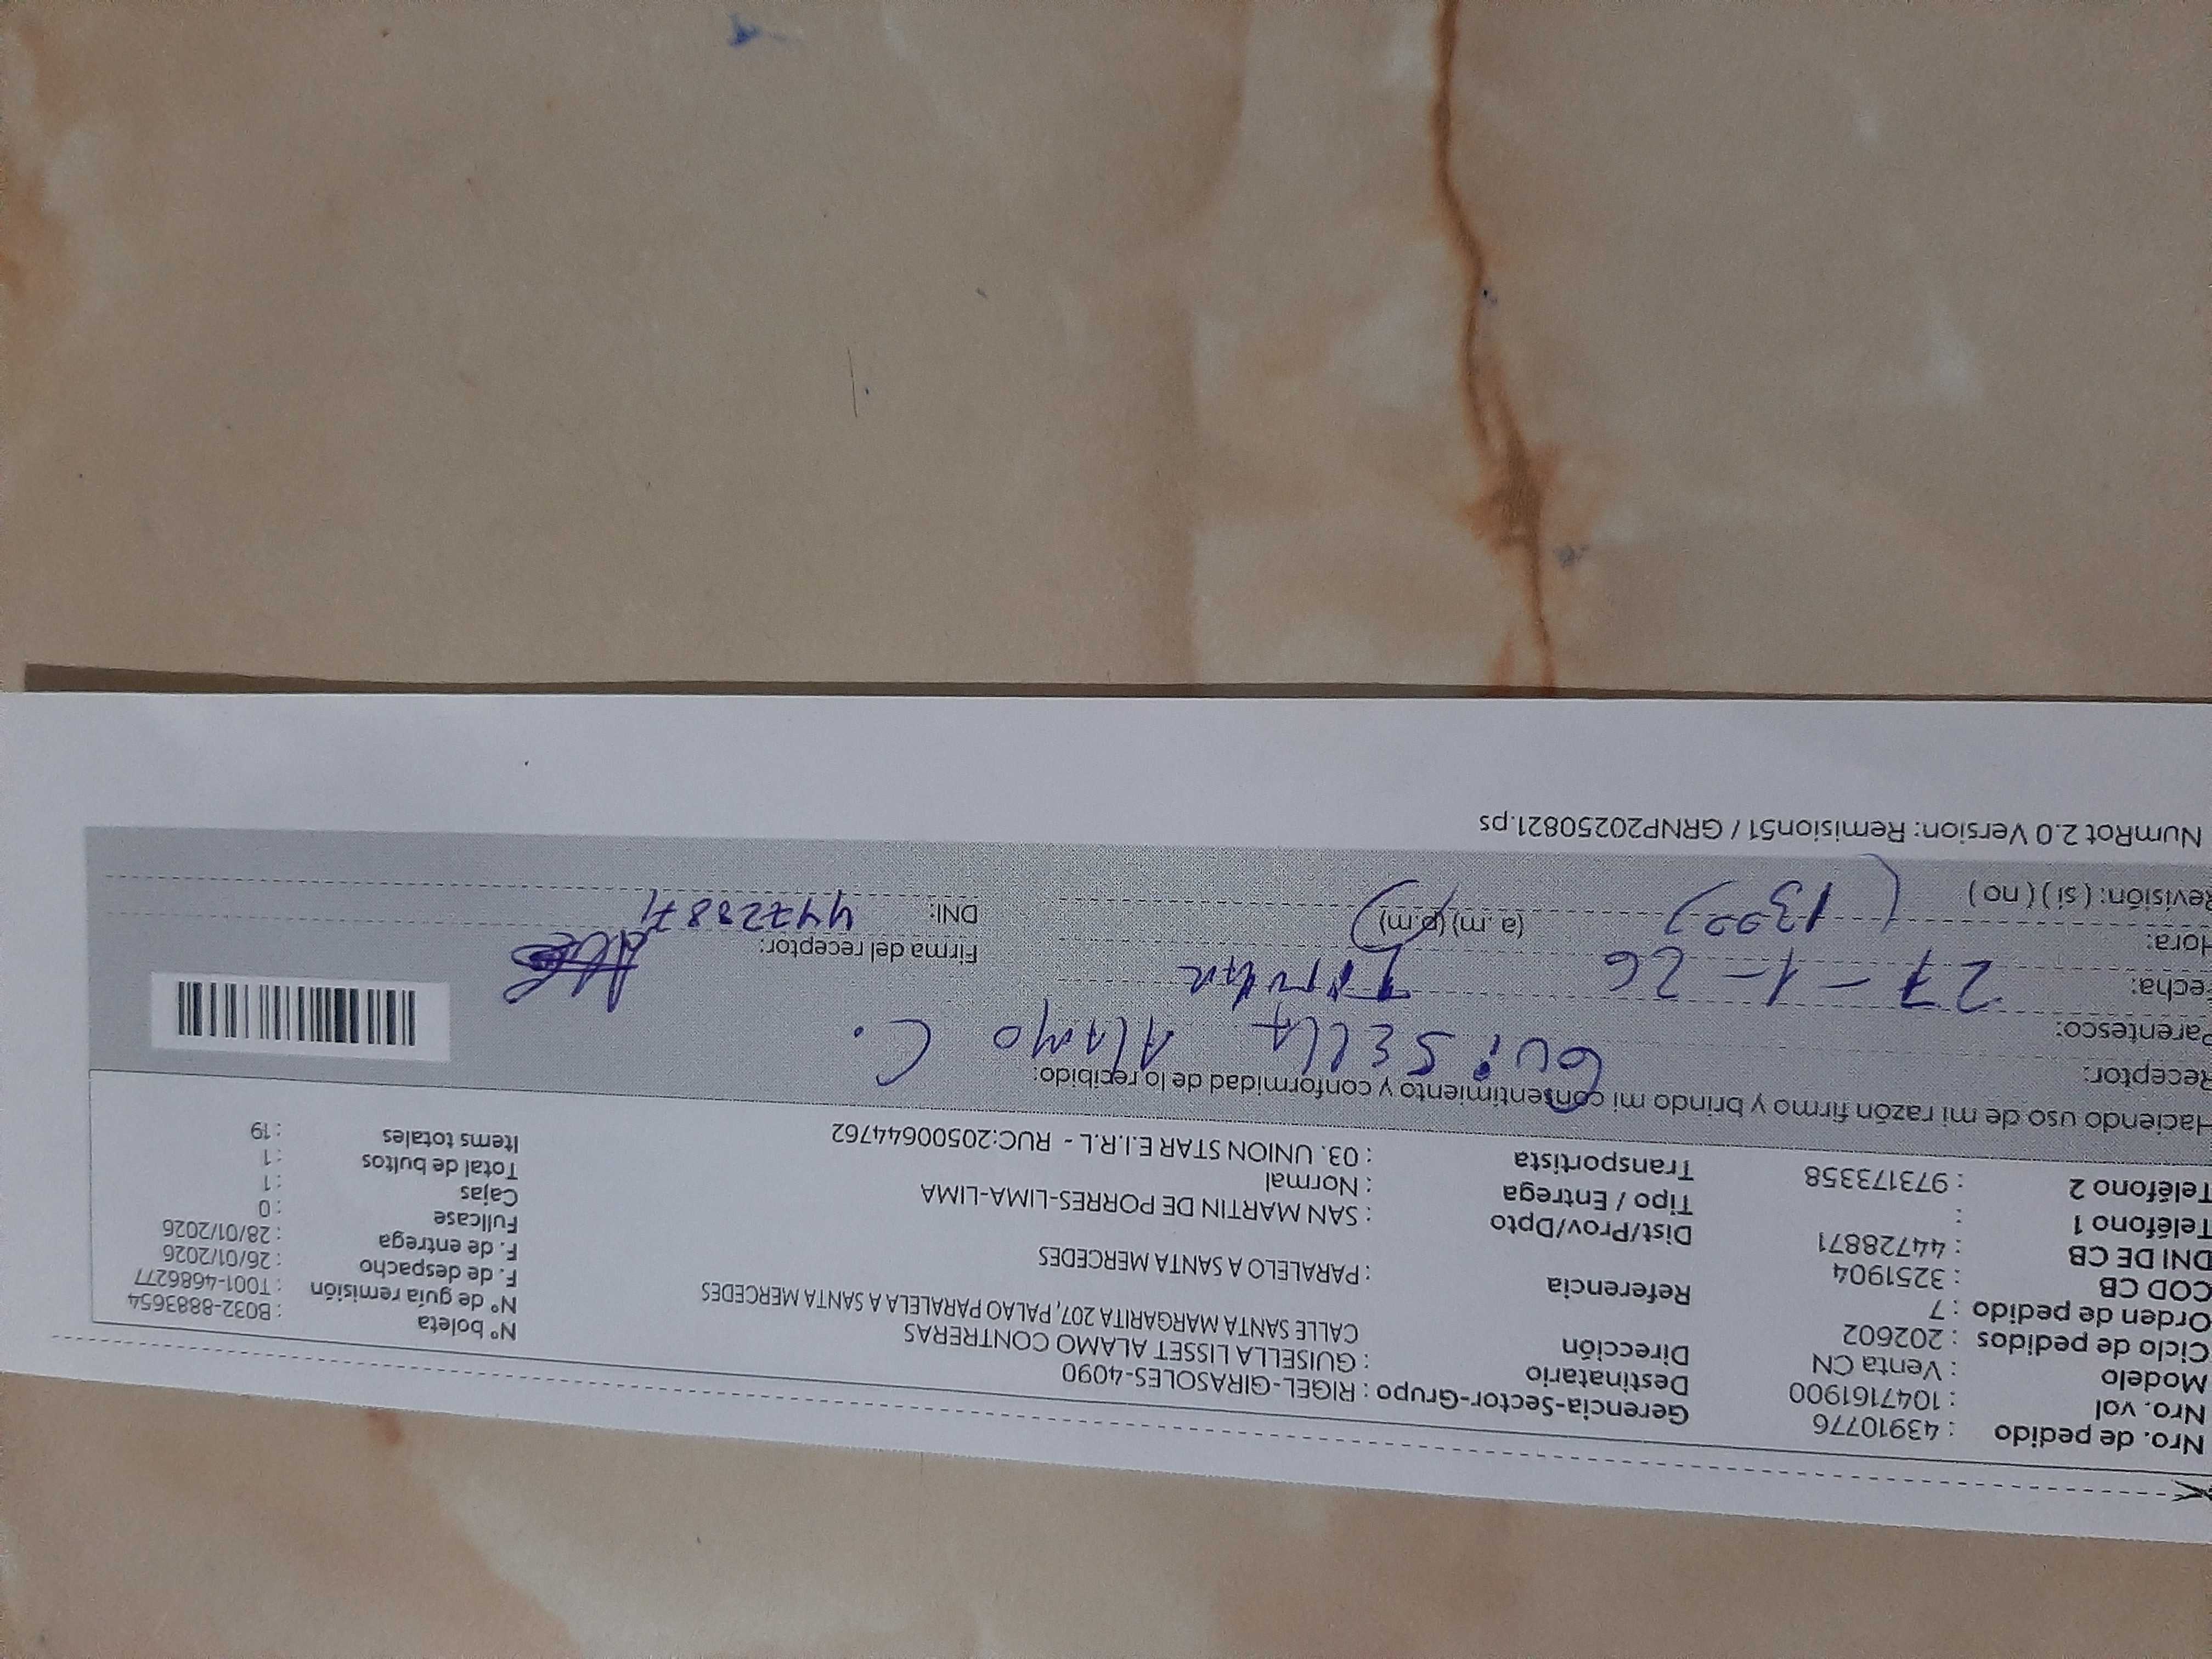 Nro. de pedido : 43910776 Gerencia-Sector-Grupo : RIGEL-GIRASOLES-4090
Nro. vol : 1047161900 Destinatario : GUISELLA LISSET ALAMO CONTRERAS
Modelo : Venta CN Dirección CALLE SANTA MARGARITA 207, PALAO PARALELA A SANTA MERCEDES
Ciclo de pedidos : 202602
Orden de pedido : 7 Referencia : PARALELO A SANTA MERCEDES
COD CB : 3251904
DNI DE CB : 44728871 Dist/Prov/Dpto : SAN MARTIN DE PORRES-LIMA-LIMA
Teléfono 1 : Tipo / Entrega : Normal
Teléfono 2 : 973173358 Transportista : 03. UNION STAR E.I.R.L - RUC:20500644762
Nº boleta : B032-8883654
Nº de guía remisión : T001-4686277
F. de despacho : 26/01/2026
F. de entrega : 28/01/2026
Fullcase : 0
Cajas : 1
Total de bultos : 1
Items totales : 19
Haciendo uso de mi razón firmo y brindo mi consentimiento y conformidad de lo recibido:
Receptor: GUiSELLA ALAMO C.
Parentesco: Titular
Fecha: 27-1-26
Firma del receptor:
Hora: (13:00) (a.m) (p.m)
DNI: 44728871
Revisión: ( si ) ( no )
NumRot 2.0 Version: Remision51 / GRNP20250821.ps